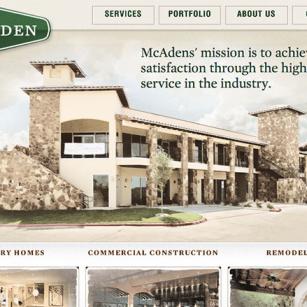 SERVICES PORTFOLIO ABOUT US
DEN
McAdens' mission is to achie
satisfaction through the high
service in the industry.
RY HOMES COMMERCIAL CONSTRUCTION REMODEL